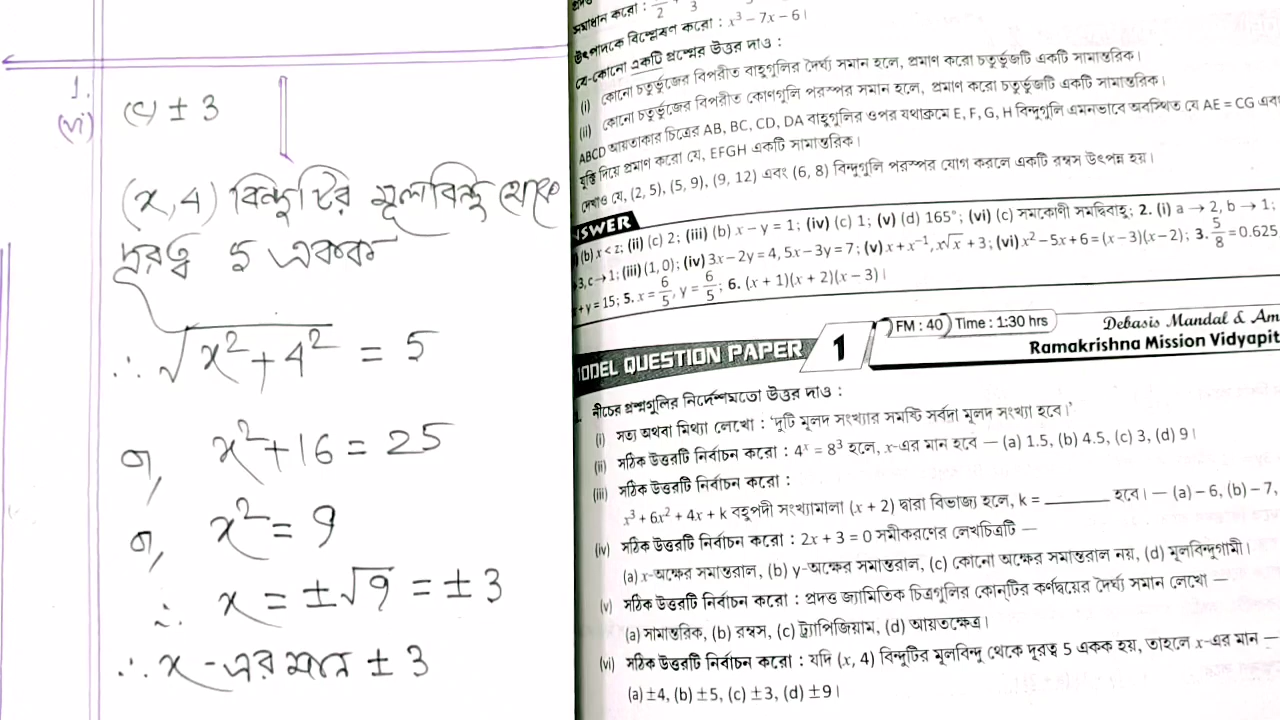 1.
(vi)
(c) ± 3
(x, 4) বিন্দুটির মূলবিন্দু থেকে
দূরত্ব 5 একক
∴ √(x² + 4²) = 5
বা, x² + 16 = 25
বা, x² = 9
∴ x = ±√9 = ± 3
∴ x -এর মান ± 3
সমাধান করো :
উৎপাদকে বিশ্লেষণ করো : x³ – 7x – 6।
যে-কোনো একটি প্রশ্নের উত্তর দাও :
(i) কোনো চতুর্ভুজের বিপরীত বাহুগুলির দৈর্ঘ্য সমান হলে, প্রমাণ করো চতুর্ভুজটি একটি সামান্তরিক।
(ii) কোনো চতুর্ভুজের বিপরীত কোণগুলি পরস্পর সমান হলে, প্রমাণ করো চতুর্ভুজটি একটি সামান্তরিক।
ABCD আয়তাকার চিত্রের AB, BC, CD, DA বাহুগুলির ওপর যথাক্রমে E, F, G, H বিন্দুগুলি এমনভাবে অবস্থিত যে AE = CG এবং
যুক্তি দিয়ে প্রমাণ করো যে, EFGH একটি সামান্তরিক।
দেখাও যে, (2, 5), (5, 9), (9, 12) এবং (6, 8) বিন্দুগুলি পরস্পর যোগ করলে একটি রম্বস উৎপন্ন হয়।
NSWER
(b) x < z; (ii) (c) 2; (iii) (b) x – y = 1; (iv) (c) 1; (v) (d) 165°; (vi) (c) সমকোণী সমদ্বিবাহু; 2. (i) a → 2, b → 1;
3, c → 1; (iii) (1, 0); (iv) 3x – 2y = 4, 5x – 3y = 7; (v) x + x⁻¹, x√x + 3; (vi) x² – 5x + 6 = (x – 3)(x – 2); 3. 5/8 = 0.625
x + y = 15; 5. x = 6/5, y = 6/5; 6. (x + 1)(x + 2)(x – 3)।
MODEL QUESTION PAPER 1
FM : 40 Time : 1:30 hrs
Debasis Mandal & Am
Ramakrishna Mission Vidyapit
1. নীচের প্রশ্নগুলির নির্দেশমতো উত্তর দাও :
(i) সত্য অথবা মিথ্যা লেখো : 'দুটি মূলদ সংখ্যার সমষ্টি সর্বদা মূলদ সংখ্যা হবে।'
(ii) সঠিক উত্তরটি নির্বাচন করো : 4ˣ = 8³ হলে, x-এর মান হবে — (a) 1.5, (b) 4.5, (c) 3, (d) 9।
(iii) সঠিক উত্তরটি নির্বাচন করো :
x³ + 6x² + 4x + k বহুপদী সংখ্যামালা (x + 2) দ্বারা বিভাজ্য হলে, k = ______ হবে। — (a) – 6, (b) – 7,
(iv) সঠিক উত্তরটি নির্বাচন করো : 2x + 3 = 0 সমীকরণের লেখচিত্রটি —
(a) x-অক্ষের সমান্তরাল, (b) y-অক্ষের সমান্তরাল, (c) কোনো অক্ষের সমান্তরাল নয়, (d) মূলবিন্দুগামী।
(v) সঠিক উত্তরটি নির্বাচন করো : প্রদত্ত জ্যামিতিক চিত্রগুলির কোন্‌টির কর্ণদ্বয়ের দৈর্ঘ্য সমান লেখো —
(a) সামান্তরিক, (b) রম্বস, (c) ট্র্যাপিজিয়াম, (d) আয়তক্ষেত্র।
(vi) সঠিক উত্তরটি নির্বাচন করো : যদি (x, 4) বিন্দুটির মূলবিন্দু থেকে দূরত্ব 5 একক হয়, তাহলে x-এর মান —
(a) ±4, (b) ±5, (c) ±3, (d) ±9।